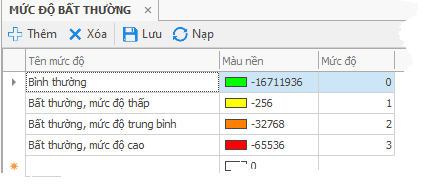 MỨC ĐỘ BẤT THƯỜNG ×
Thêm Xóa Lưu Nạp
Tên mức độ Màu nền Mức độ
Bình thường -16711936 0
Bất thường, mức độ thấp -256 1
Bất thường, mức độ trung bình -32768 2
Bất thường, mức độ cao -65536 3
0